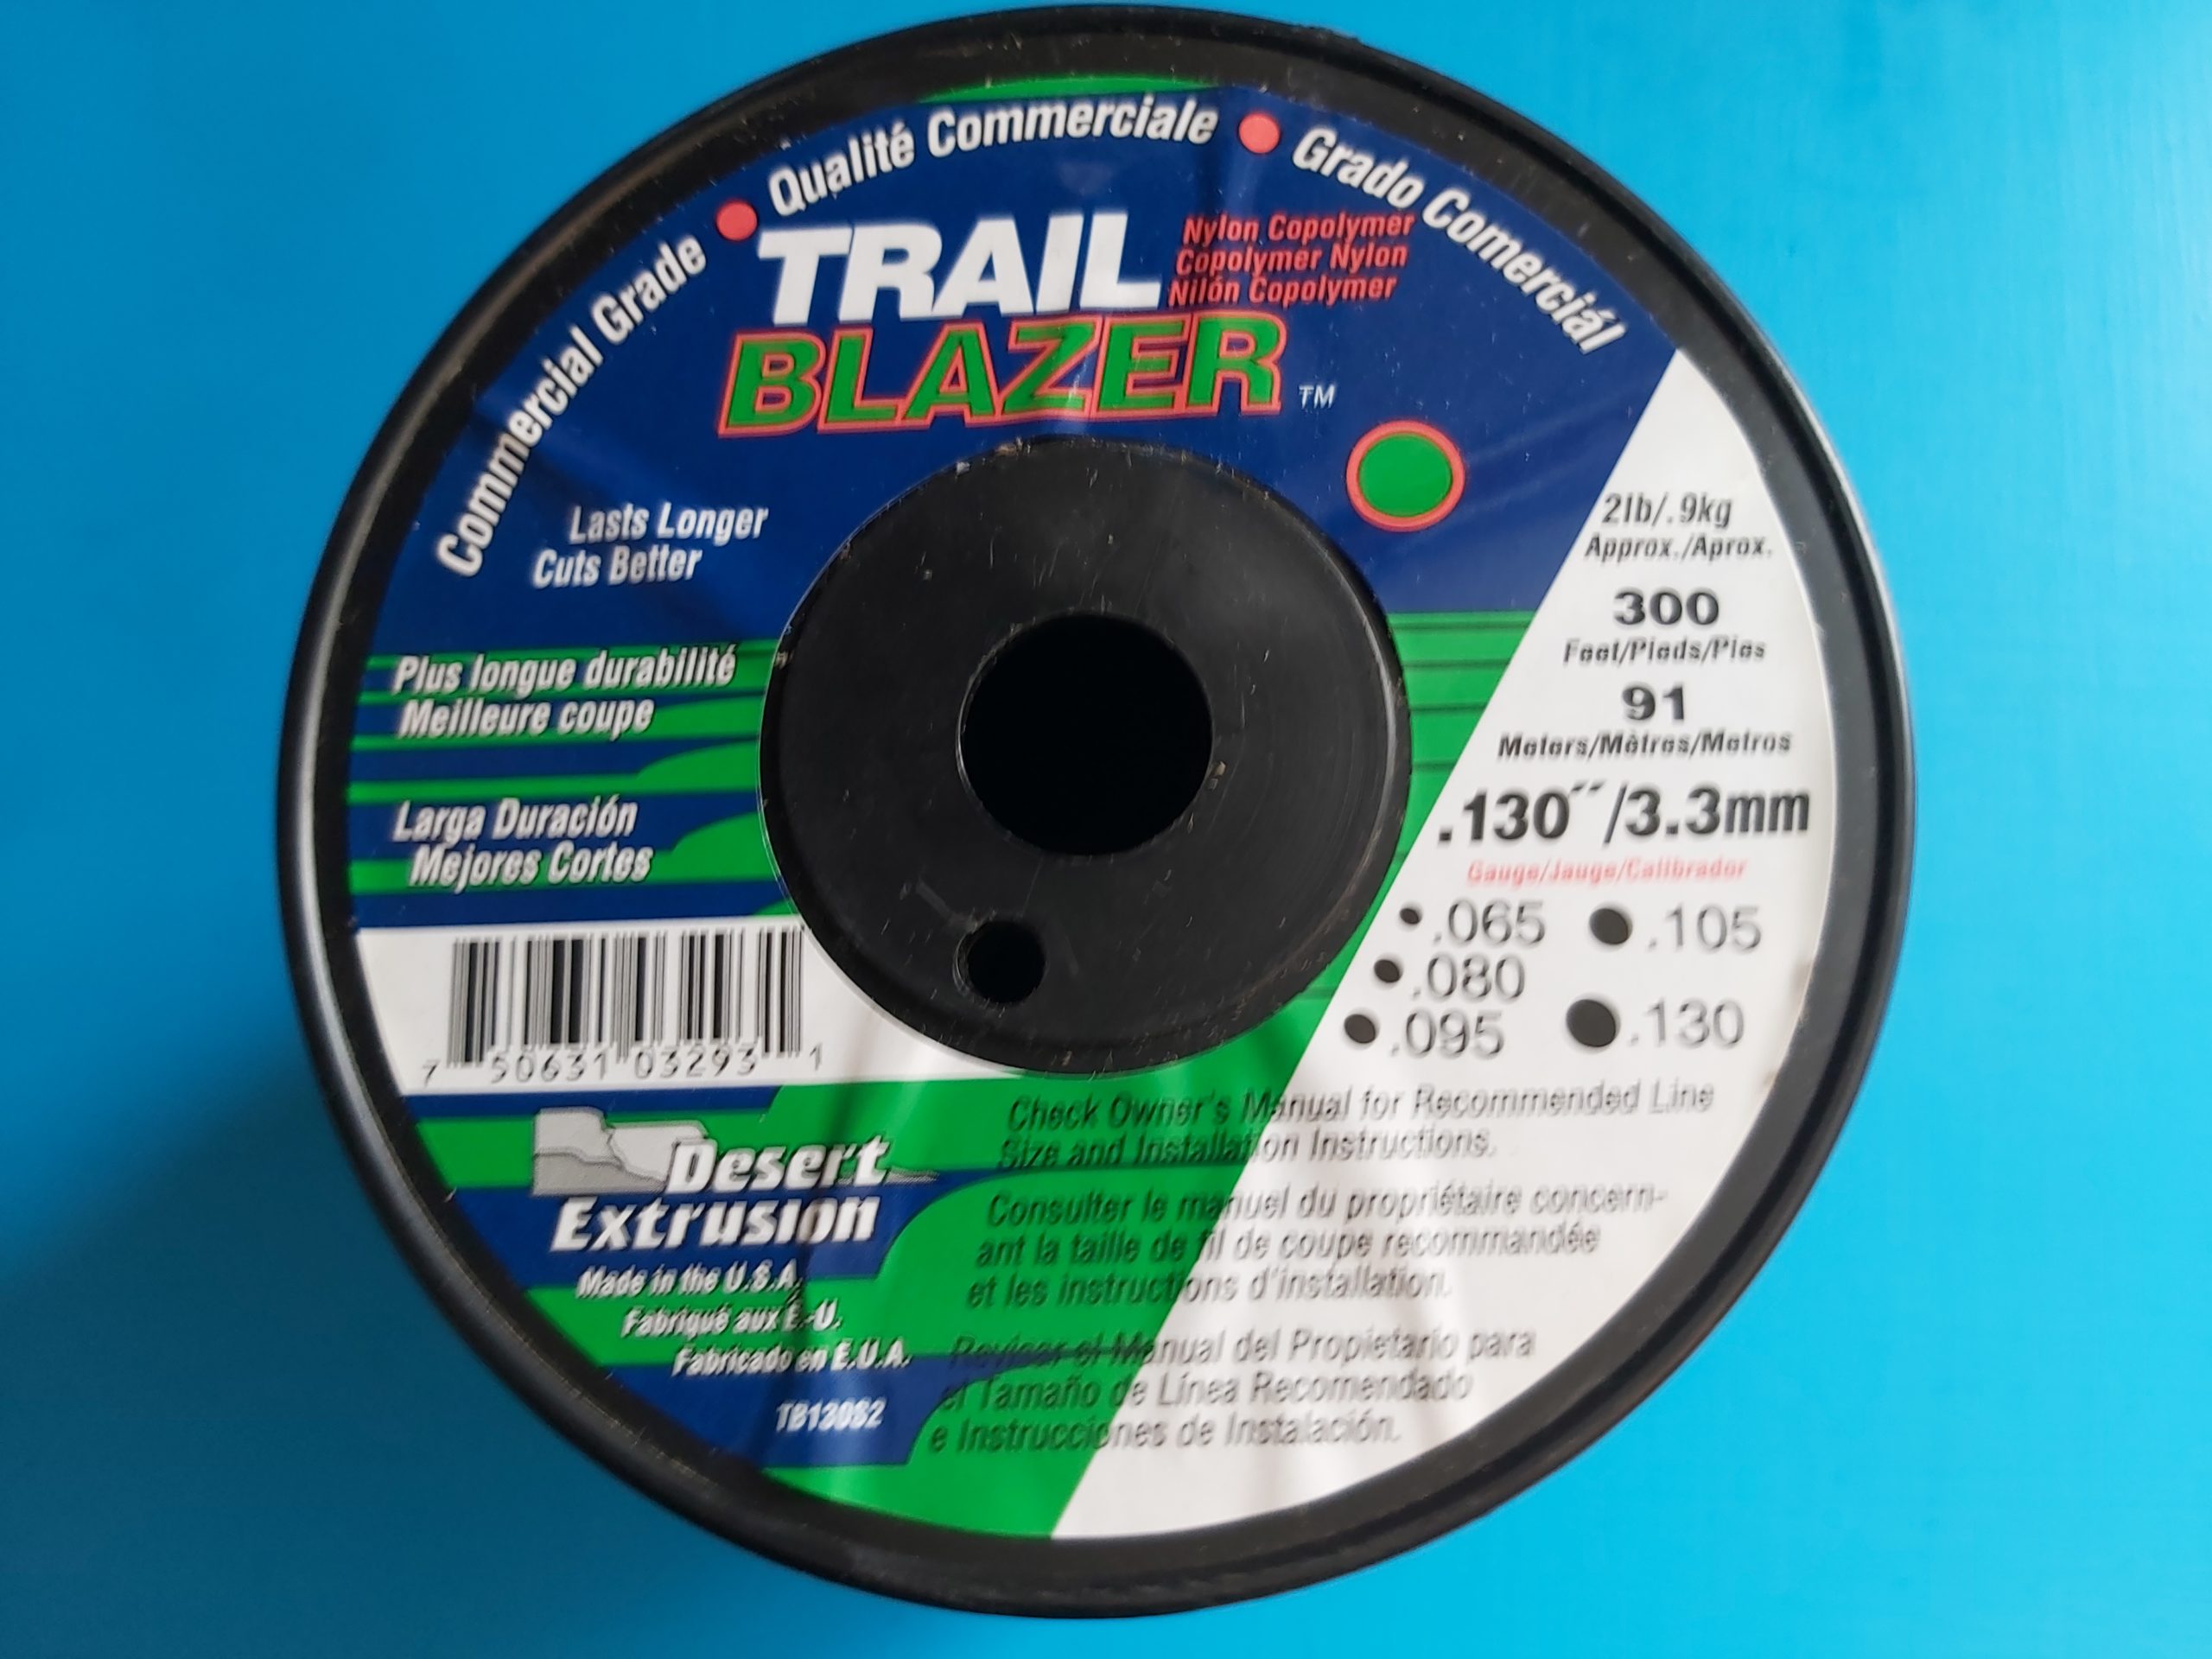 Commercial Grade • Qualité Commerciale • Grado Comerciál
TRAIL
BLAZER™
Nylon Copolymer
Copolymer Nylon
Nilón Copolymer
Lasts Longer
Cuts Better
Plus longue durabilité
Meilleure coupe
Larga Duración
Mejores Cortes
7 50631 03293 1
Desert
Extrusion
Made in the U.S.A.
Fabriqué aux É.-U.
Fabricado en E.U.A.
TB130S2
2lb/.9kg
Approx./Aprox.
300
Feet/Pieds/Pies
91
Meters/Mètres/Metros
.130˝/3.3mm
Gauge/Jauge/Calibrador
.065 .105
.080
.095 .130
Check Owner's Manual for Recommended Line
Size and Installation Instructions.
Consulter le manuel du propriétaire concern-
ant la taille de fil de coupe recommandée
et les instructions d'installation.
Revisar el Manual del Propietario para
el Tamaño de Línea Recomendado
e Instrucciones de Instalación.